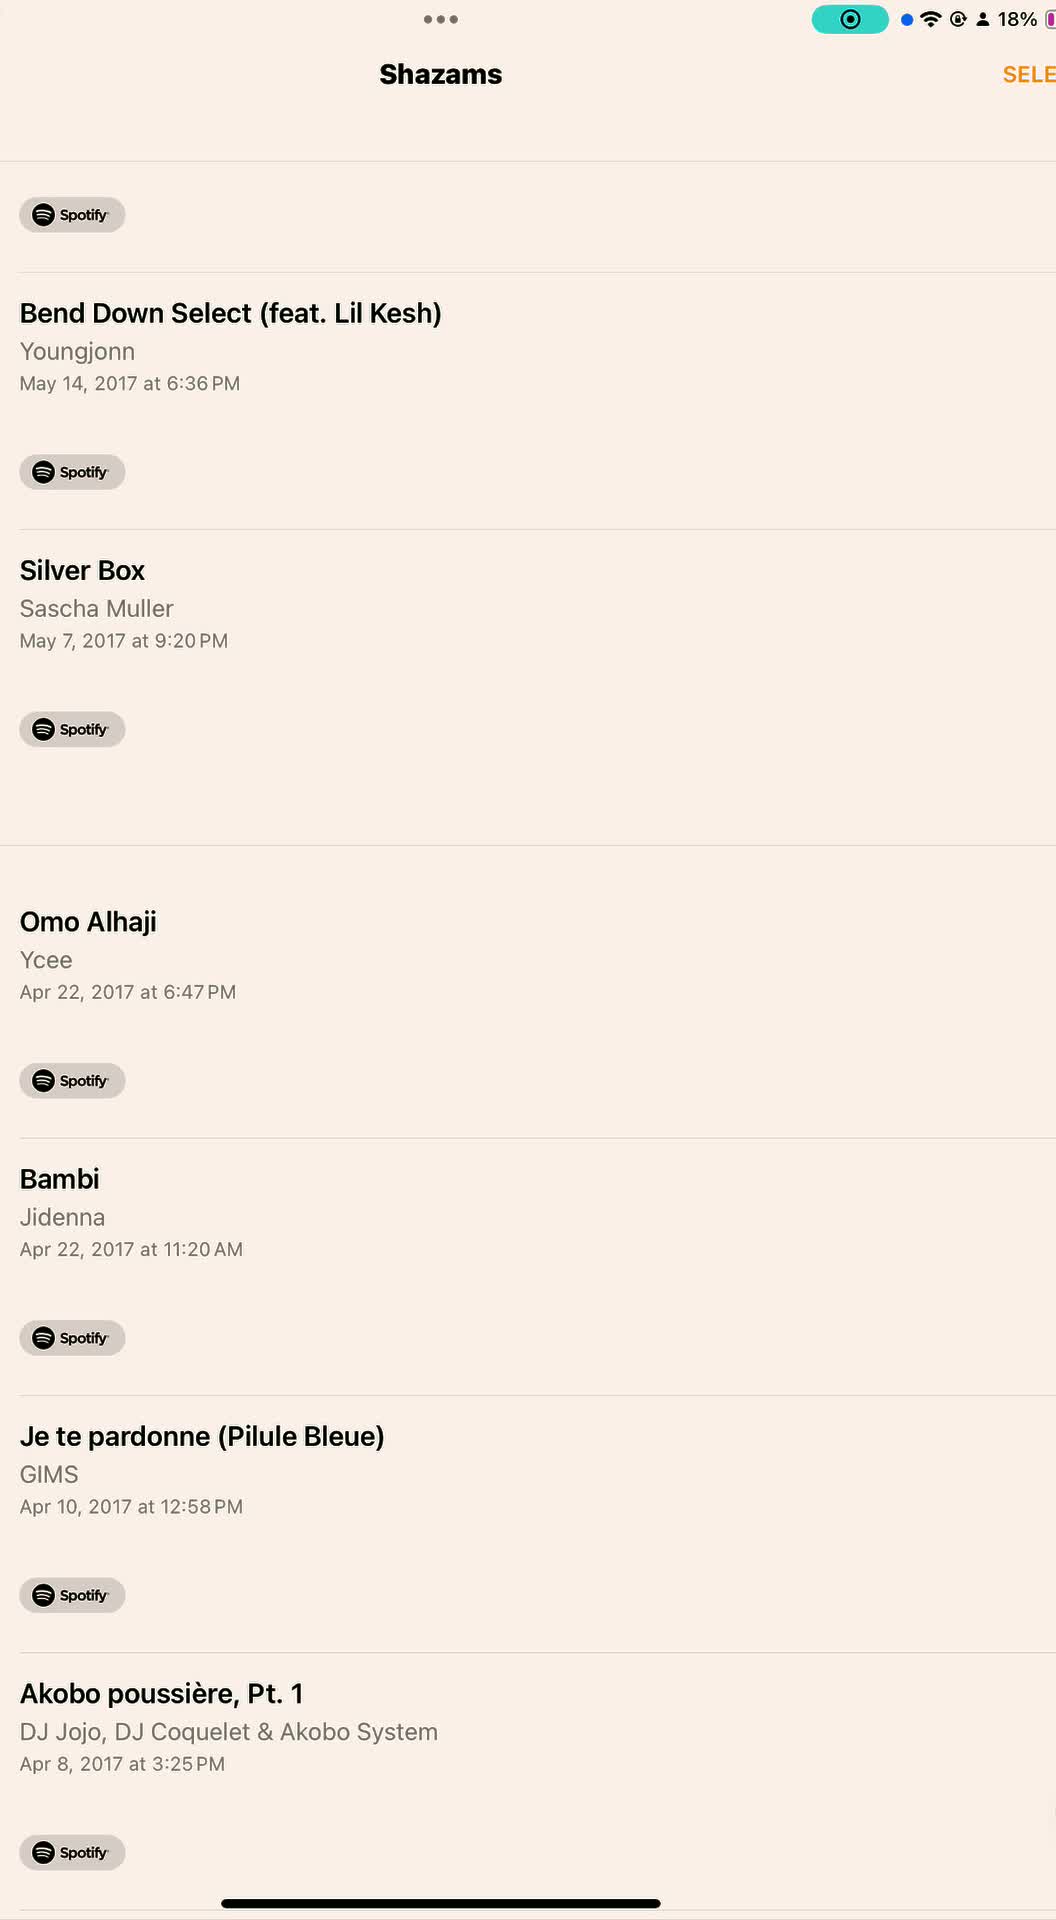 18%
Shazams
SELE
Spotify
Bend Down Select (feat. Lil Kesh)
Youngjonn
May 14, 2017 at 6:36 PM
Spotify
Silver Box
Sascha Muller
May 7, 2017 at 9:20 PM
Spotify
Omo Alhaji
Ycee
Apr 22, 2017 at 6:47 PM
Spotify
Bambi
Jidenna
Apr 22, 2017 at 11:20 AM
Spotify
Je te pardonne (Pilule Bleue)
GIMS
Apr 10, 2017 at 12:58 PM
Spotify
Akobo poussière, Pt. 1
DJ Jojo, DJ Coquelet & Akobo System
Apr 8, 2017 at 3:25 PM
Spotify